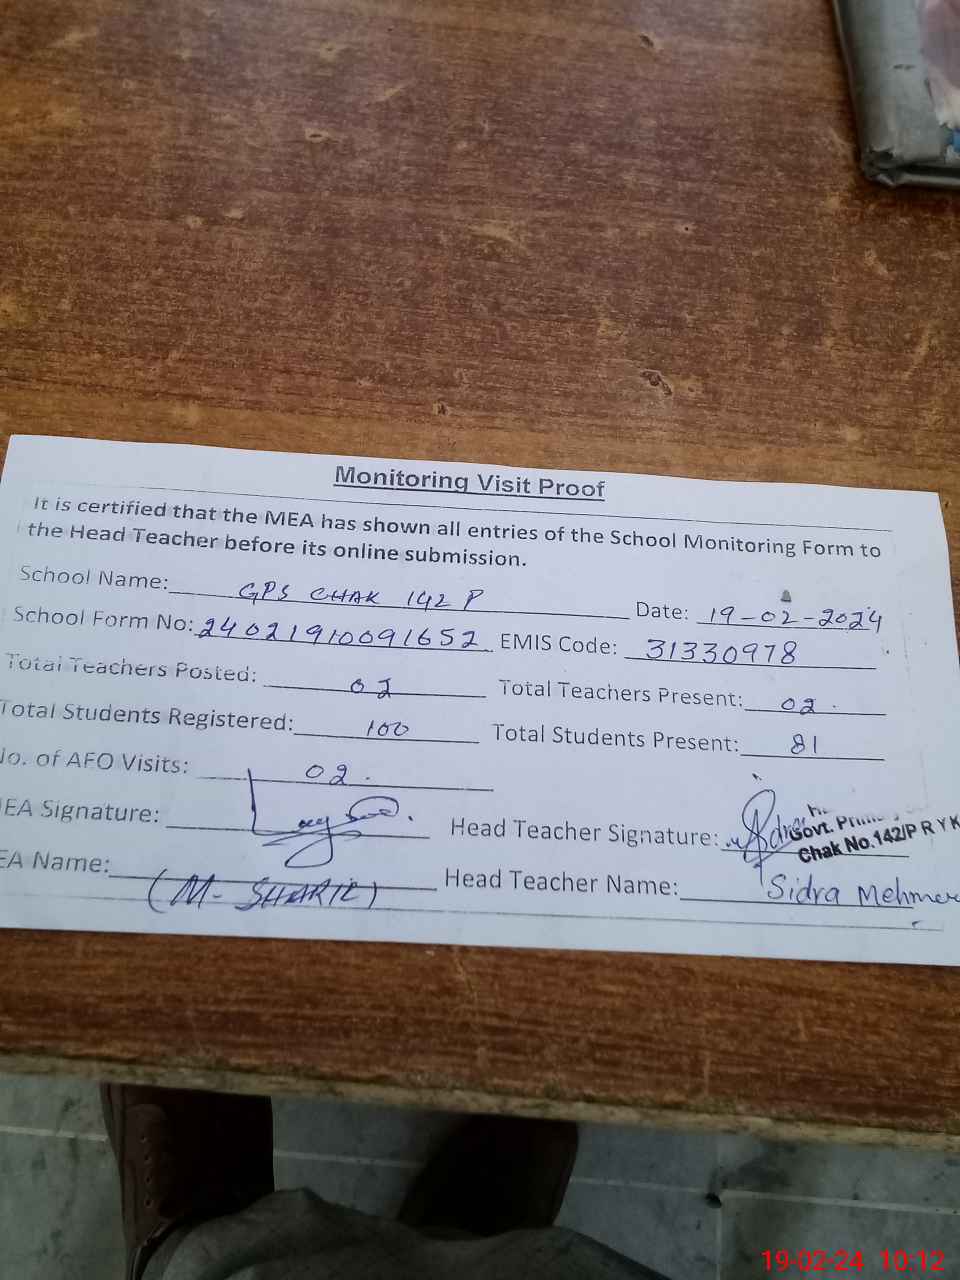 Monitoring Visit Proof
It is certified that the MEA has shown all entries of the School Monitoring Form to
the Head Teacher before its online submission.
School Name: GPS CHAK 142 P Date: 19-02-2024
School Form No: 24021910091652 EMIS Code: 31330978
Total Teachers Posted: 02 Total Teachers Present: 02
Total Students Registered: 100 Total Students Present: 81
No. of AFO Visits: 02
EA Signature: Head Teacher Signature:
Govt.
Chak No.142/P R Y K
EA Name: (M- SHARIF) Head Teacher Name: Sidra
19-02-24 10:12